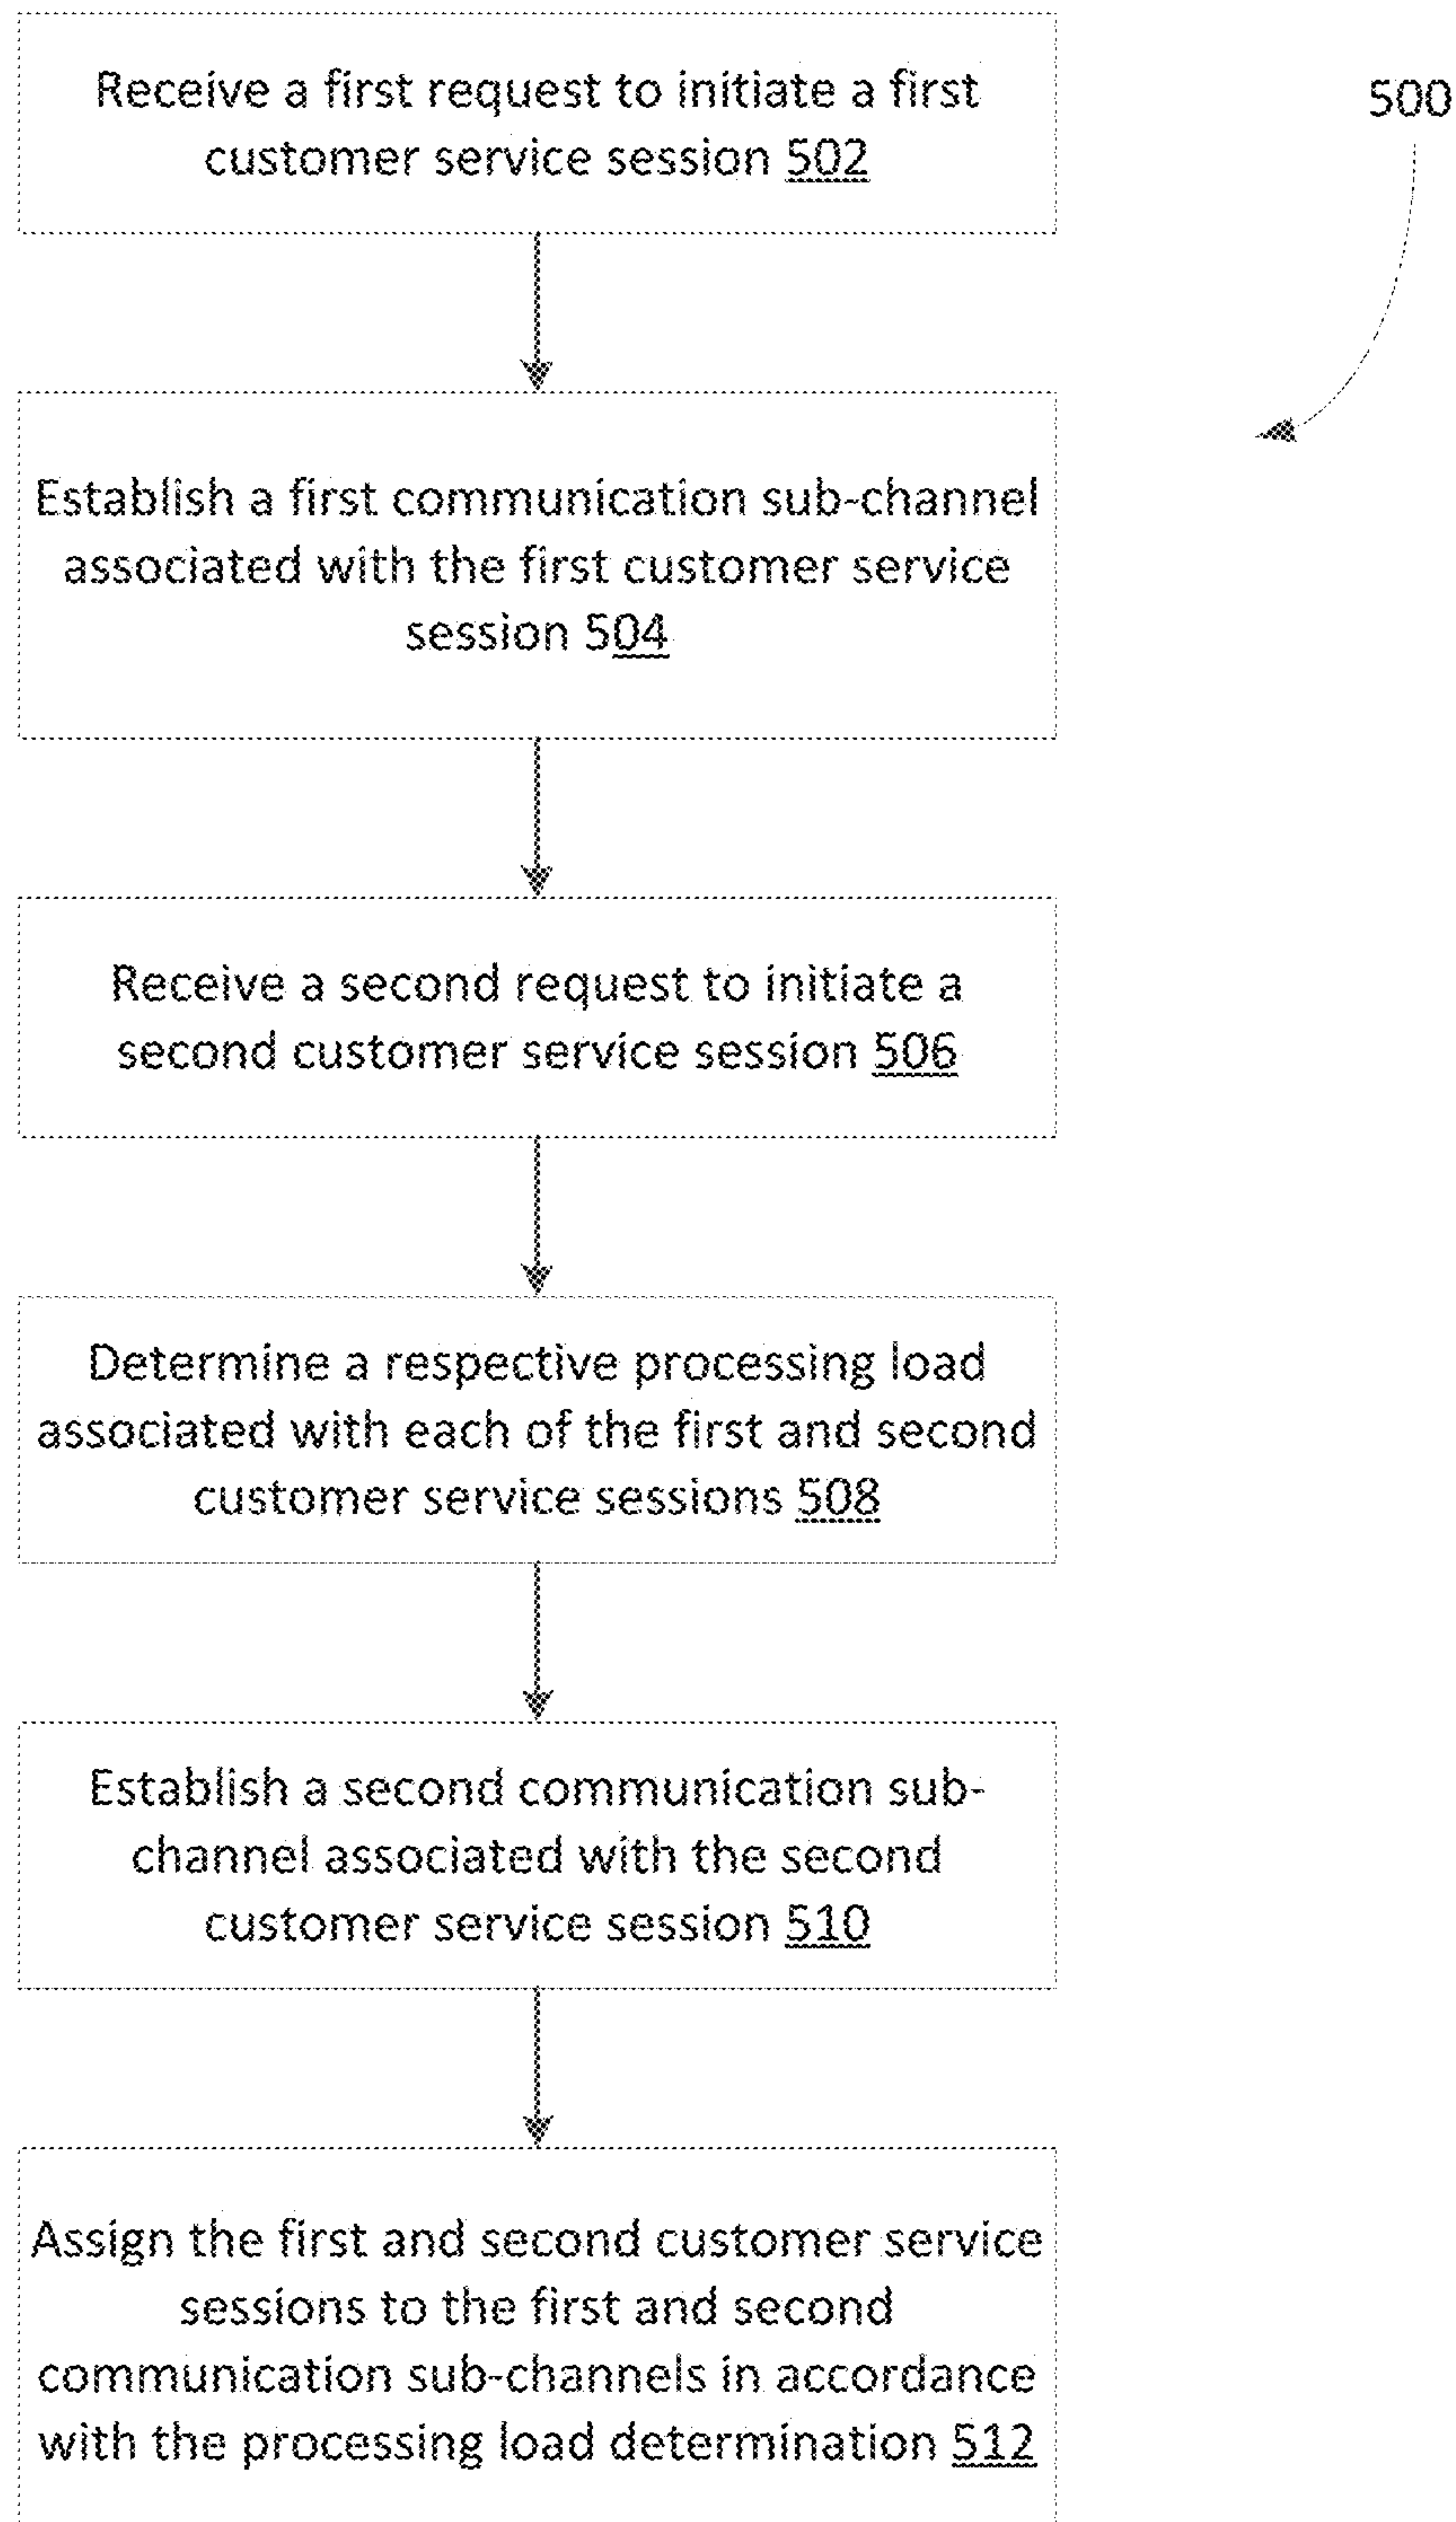 Receive a first request to initiate a first
customer service session 502
500
Establish a first communication sub-channel
associated with the first customer service
session 504
Receive a second request to initiate a
second customer service session 506
Determine a respective processing load
associated with each of the first and second
customer service sessions 508
Establish a second communication sub-
channel associated with the second
customer service session 510
Assign the first and second customer service
sessions to the first and second
communication sub-channels in accordance
with the processing load determination 512